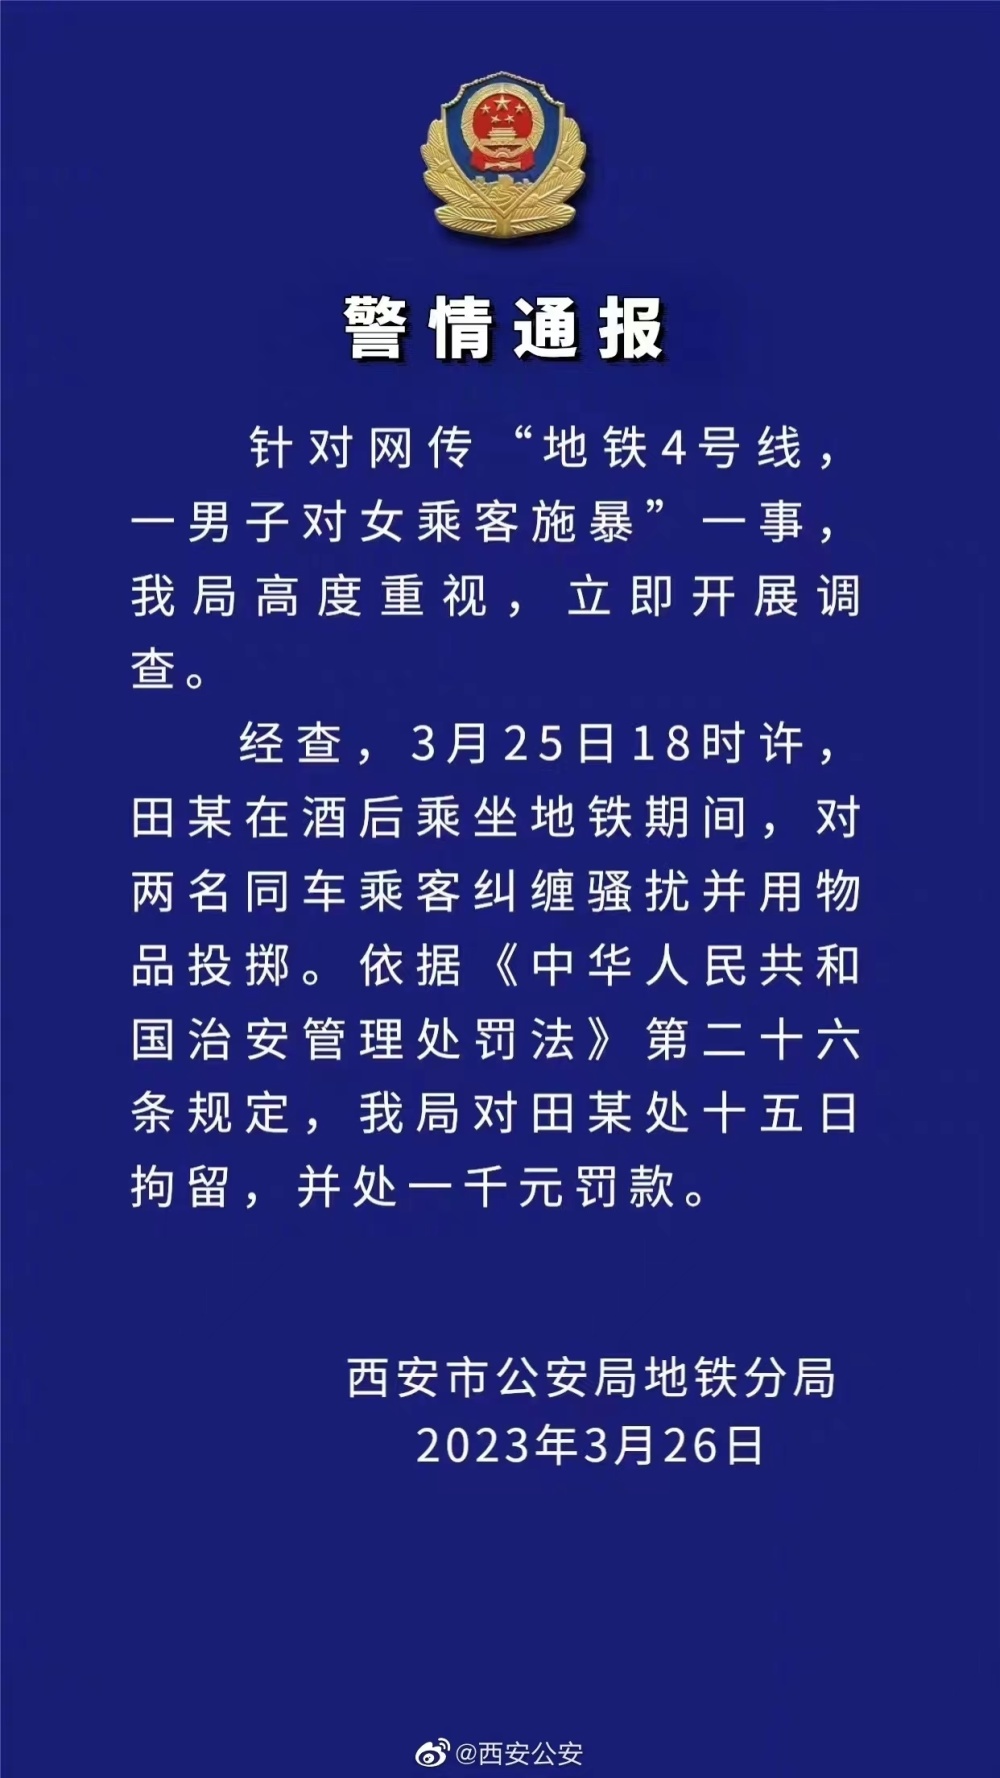 警情通报
针对网传“地铁4号线，
一男子对女乘客施暴”一事，
我局高度重视，立即开展调
查。
经查，3月25日18时许，
田某在酒后乘坐地铁期间，对
两名同车乘客纠缠骚扰并用物
品投掷。依据《中华人民共和
国治安管理处罚法》第二十六
条规定，我局对田某处十五日
拘留，并处一千元罚款。
西安市公安局地铁分局
2023年3月26日
@西安公安